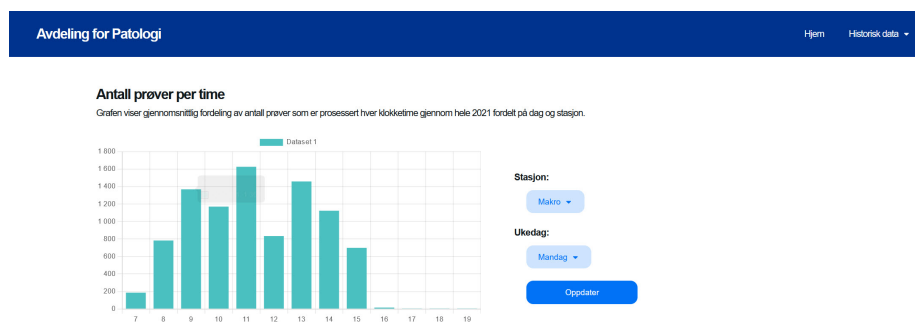 Avdeling for Patologi
Hjem
Historisk data
Antall prøver per time
Grafen viser gjennomsnittlig fordeling av antall prøver som er prosessert hver klokketime gjennom hele 2021 fordelt på dag og stasjon.
Dataset 1
1 800
1 600
1 400
1 200
1 000
800
600
400
200
0
7 8 9 10 11 12 13 14 15 16 17 18 19
Stasjon:
Makro
Ukedag:
Mandag
Oppdater